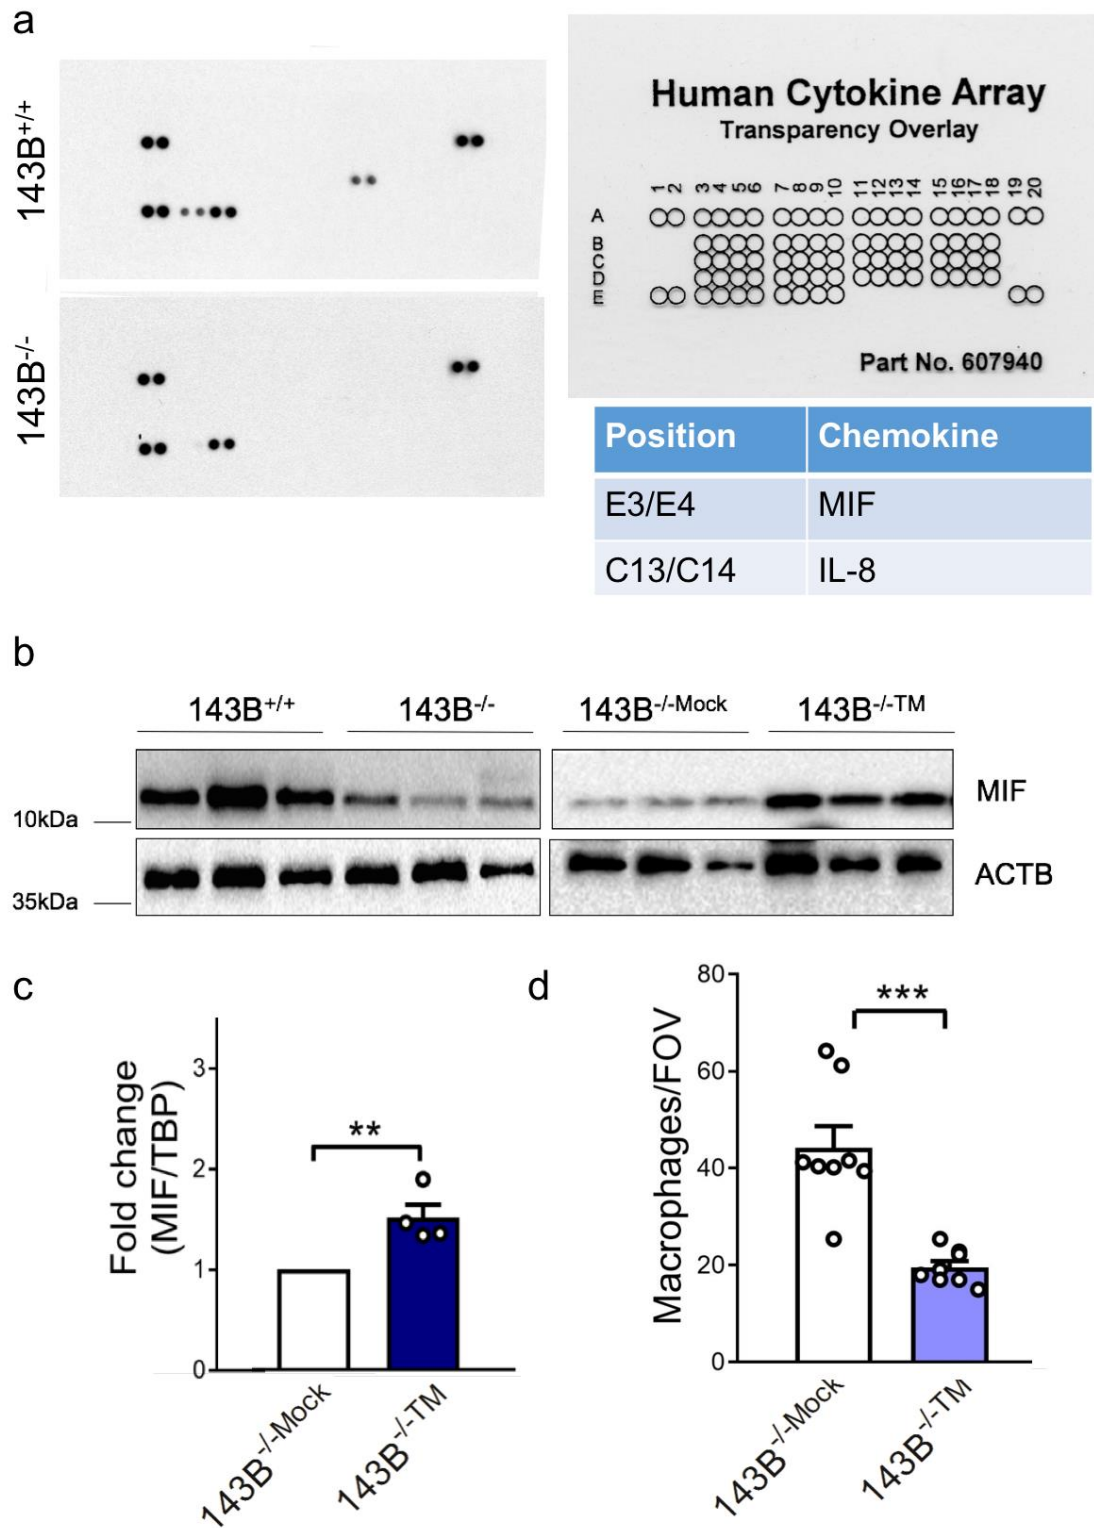 a
143B+/+
143B-/-
Human Cytokine Array
Transparency Overlay
1 2 3 4 5 6 7 8 9 10 11 12 13 14 15 16 17 18 19 20
A
B
C
D
E
Part No. 607940
Position Chemokine
E3/E4 MIF
C13/C14 IL-8
b
143B+/+ 143B-/- 143B-/-Mock 143B-/-TM
MIF
10kDa
ACTB
35kDa
c
Fold change
(MIF/TBP)
3
2
1
0
**
143B-/-Mock
143B-/-TM
d
Macrophages/FOV
80
60
40
20
0
***
143B-/-Mock
143B-/-TM